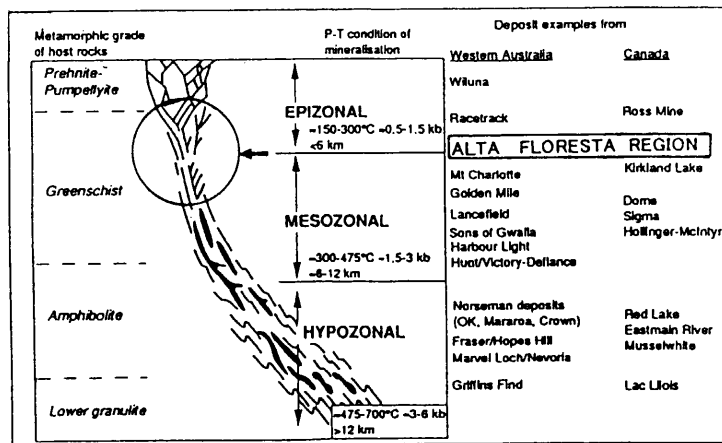 Metamorphic grade
of host rocks
P-T condition of
mineralisation
Deposit examples from
Western Australia
Canada
Prehnite-
Pumpellyite
Greenschist
Amphibolite
Lower granulite
EPIZONAL
≈150-300°C ≈0.5-1.5 kb
<6 km
MESOZONAL
≈300-475°C ≈1.5-3 kb
≈6-12 km
HYPOZONAL
≈475-700°C ≈3-6 kb
>12 km
Wiluna
Racetrack
Ross Mine
ALTA FLORESTA REGION
Mt Charlotte
Kirkland Lake
Golden Mile
Dome
Lancefield
Sigma
Sons of Gwalia
Hollinger-McIntyr
Harbour Light
Hunt/Victory-Defiance
Norseman deposits
(OK, Mararoa, Crown)
Red Lake
Eastmain River
Fraser/Hopes Hill
Musselwhite
Marvel Loch/Nevoria
Griffins Find
Lac Lilois